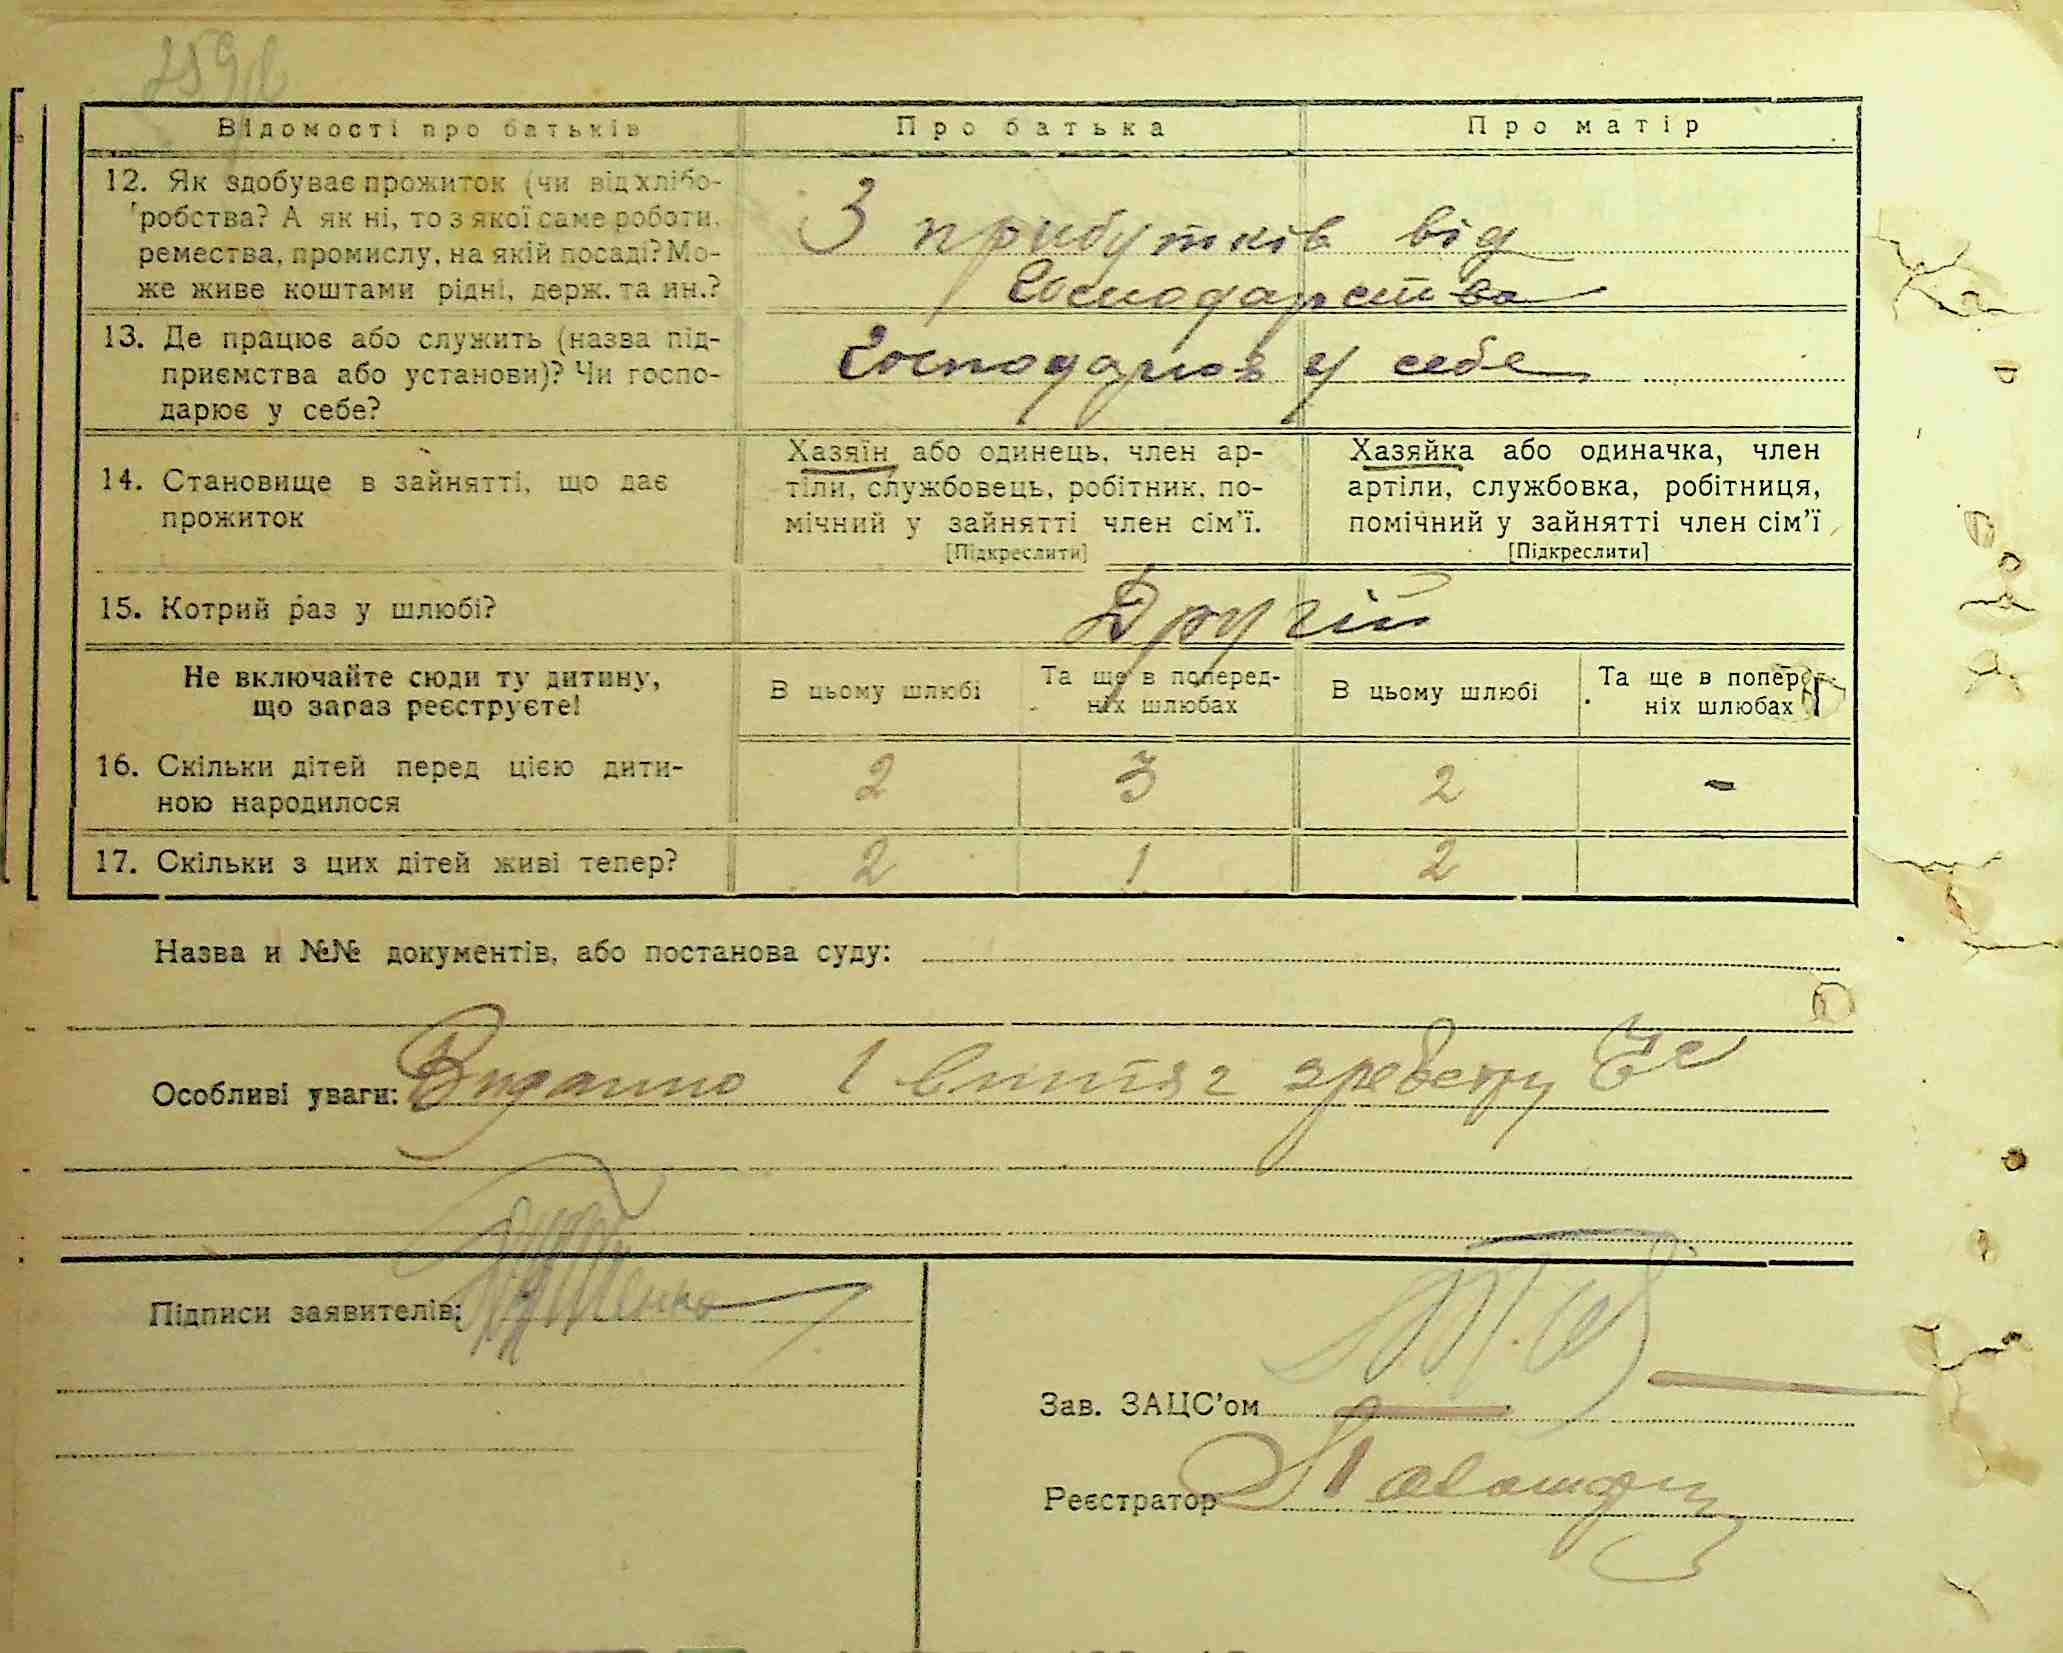 259
Відомості про батьків Про батька Про матір
12. Як здобуває прожиток (чи від хлібо-
робства? А як ні, то з якої саме роботи,
ремества, промислу, на якій посаді? Мо-
же живе коштами рідні, держ. та ин.?
З прибутків від
господарства
13. Де працює або служить (назва під-
приємства або установи)? Чи госпо-
дарює у себе?
Господарює у себе
14. Становище в зайнятті, що дає
прожиток
Хазяїн або одинець, член ар-
тіли, службовець, робітник, по-
мічний у зайнятті член сім'ї.
[Підкреслити]
Хазяйка або одиначка, член
артіли, службовка, робітниця,
помічний у зайнятті член сім'ї
[Підкреслити]
15. Котрий раз у шлюбі? Другій
Не включайте сюди ту дитину,
що зараз реєструєте!
В цьому шлюбі
Та ще в поперед-
ніх шлюбах
В цьому шлюбі
Та ще в попере-
ніх шлюбах
16. Скільки дітей перед цією дити-
ною народилося
2 3 2 -
17. Скільки з цих дітей живі тепер? 2 1 2
Назва и №№ документів, або постанова суду:
Особливі уваги: Виданно 1 витяг
Підписи заявителів:
Зав. ЗАЦС'ом
Реєстратор